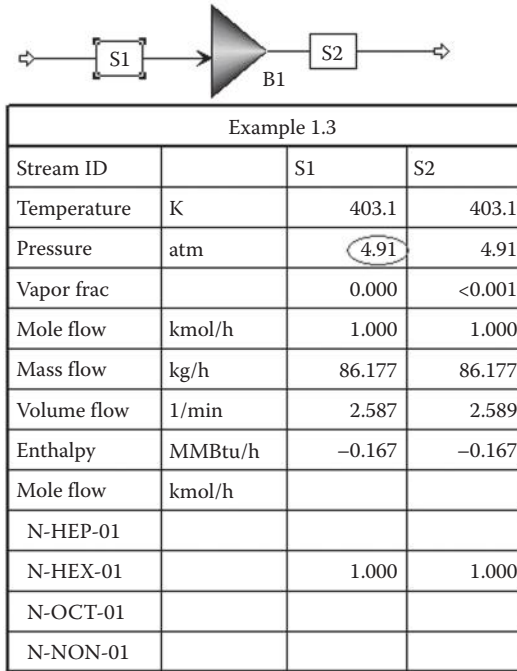 S1
S2
B1
Example 1.3
Stream ID S1 S2
Temperature K 403.1 403.1
Pressure atm 4.91 4.91
Vapor frac 0.000 <0.001
Mole flow kmol/h 1.000 1.000
Mass flow kg/h 86.177 86.177
Volume flow 1/min 2.587 2.589
Enthalpy MMBtu/h −0.167 −0.167
Mole flow kmol/h
N-HEP-01
N-HEX-01 1.000 1.000
N-OCT-01
N-NON-01